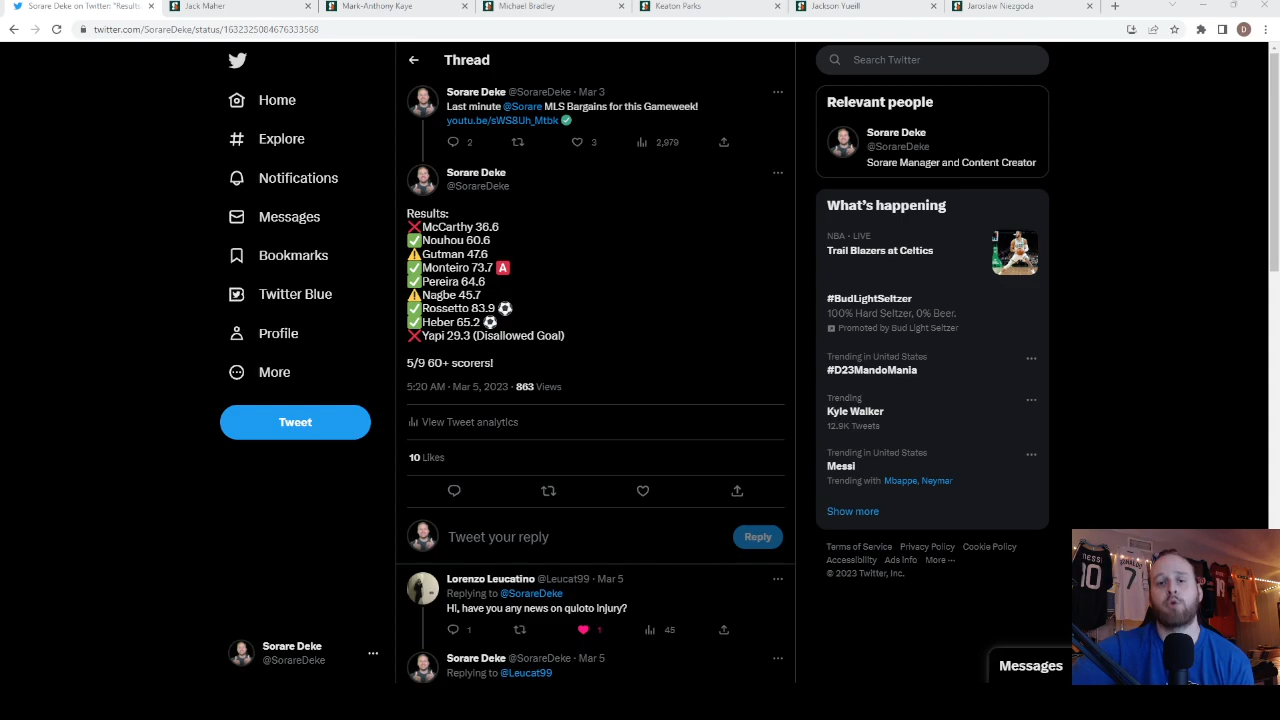 Sorare Deke on Twitter: "Results:
Jack Maher
Mark-Anthony Kaye
Michael Bradley
Keaton Parks
Jackson Yueill
Jaroslaw Niezgoda
twitter.com/SorareDeke/status/1632325084676333568
D
Home
Explore
Notifications
Messages
Bookmarks
Twitter Blue
Profile
More
Tweet
Sorare Deke
@SorareDeke
Thread
Sorare Deke @SorareDeke · Mar 3
Last minute @Sorare MLS Bargains for this Gameweek!
youtu.be/sWS8Uh_Mtbk
2 3 2,979
Sorare Deke
@SorareDeke
Results:
❌McCarthy 36.6
✅Nouhou 60.6
⚠️Gutman 47.6
✅Monteiro 73.7 🅰️
✅Pereira 64.6
⚠️Nagbe 45.7
✅Rossetto 83.9 ⚽
✅Heber 65.2 ⚽
❌Yapi 29.3 (Disallowed Goal)
5/9 60+ scorers!
5:20 AM · Mar 5, 2023 · 863 Views
View Tweet analytics
10 Likes
Tweet your reply
Reply
Lorenzo Leucatino @Leucat99 · Mar 5
Replying to @SorareDeke
Hi, have you any news on quioto injury?
1 1 45
Sorare Deke @SorareDeke · Mar 5
Replying to @Leucat99
Search Twitter
Relevant people
Sorare Deke
@SorareDeke
Sorare Manager and Content Creator
What's happening
NBA · LIVE
Trail Blazers at Celtics
#BudLightSeltzer
100% Hard Seltzer, 0% Beer.
Promoted by Bud Light Seltzer
Trending in United States
#D23MandoMania
Trending
Kyle Walker
12.9K Tweets
Trending in United States
Messi
Trending with Mbappe, Neymar
Show more
Terms of Service Privacy Policy Cookie Policy
Accessibility Ads info More ···
© 2023 Twitter, Inc.
Messages
MESSI
10
RONALDO
7